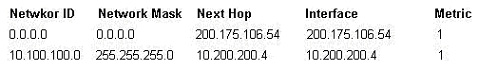 Netwkor ID Network Mask Next Hop Interface Metric
0.0.0.0 0.0.0.0 200.175.106.54 200.175.106.54 1
10.100.100.0 255.255.255.0 10.200.200.4 10.200.200.4 1